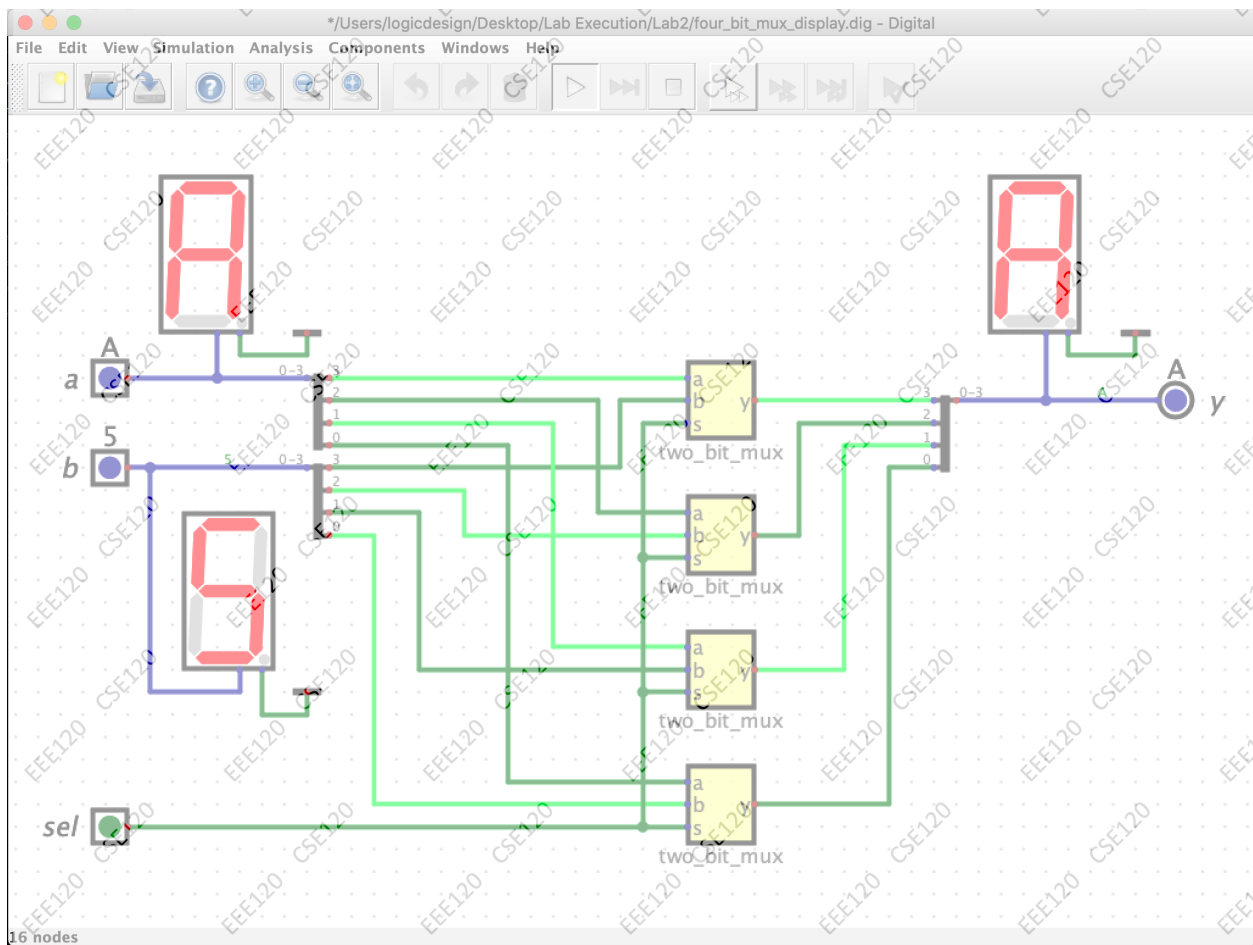 */Users/logicdesign/Desktop/Lab Execution/Lab2/four_bit_mux_display.dig - Digital
File Edit View Simulation Analysis Components Windows Help
A
a
0-3
3
2
1
0
5
b
5
0-3
3
2
1
0
sel
a
b
s
y
two_bit_mux
a
b
s
y
two_bit_mux
a
b
s
y
two_bit_mux
a
b
s
y
two_bit_mux
3
2
1
0
0-3
A
A
y
16 nodes
EEE120
CSE120